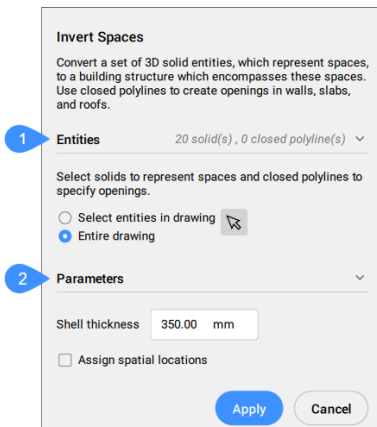 Invert Spaces
Convert a set of 3D solid entities, which represent spaces,
to a building structure which encompasses these spaces.
Use closed polylines to create openings in walls, slabs,
and roofs.
1
Entities 20 solid(s) , 0 closed polyline(s)
Select solids to represent spaces and closed polylines to
specify openings.
Select entities in drawing
Entire drawing
2
Parameters
Shell thickness 350.00 mm
Assign spatial locations
Apply Cancel